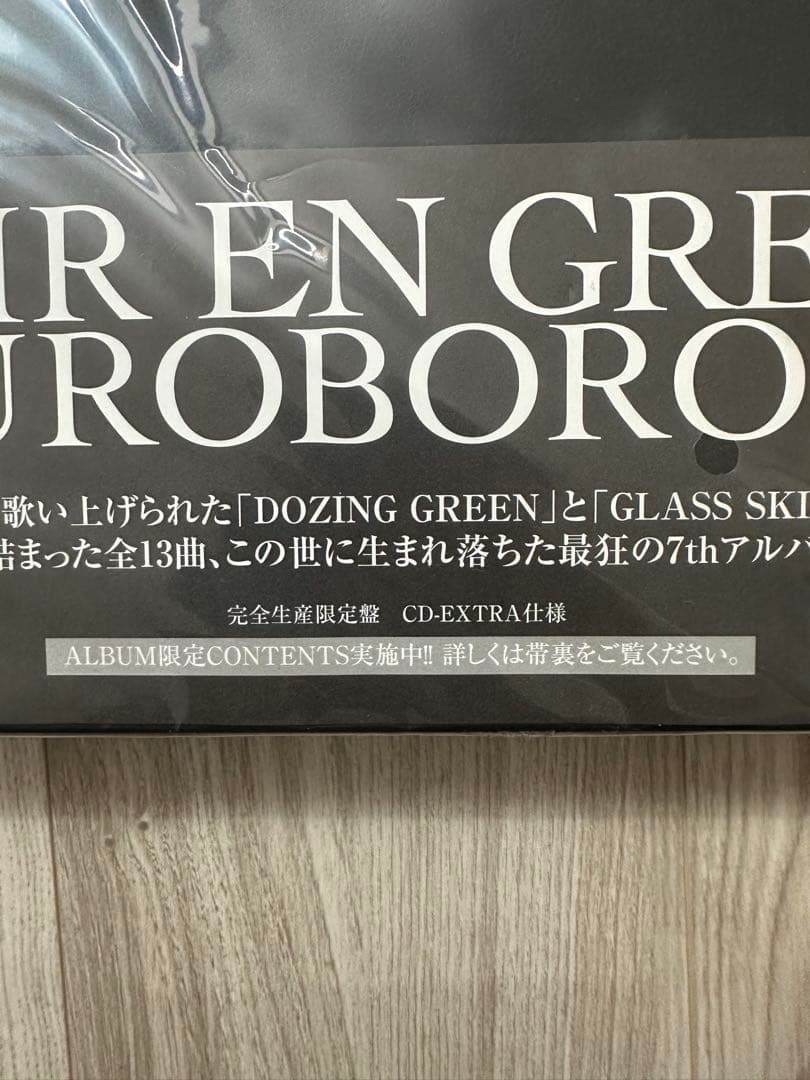 IR EN GRE
UROBORO
歌い上げられた「DOZING GREEN」と「GLASS SKI
詰まった全13曲、この世に生まれ落ちた最狂の7thアルバ
完全生産限定盤　CD-EXTRA仕様
ALBUM限定CONTENTS実施中!! 詳しくは帯裏をご覧ください。